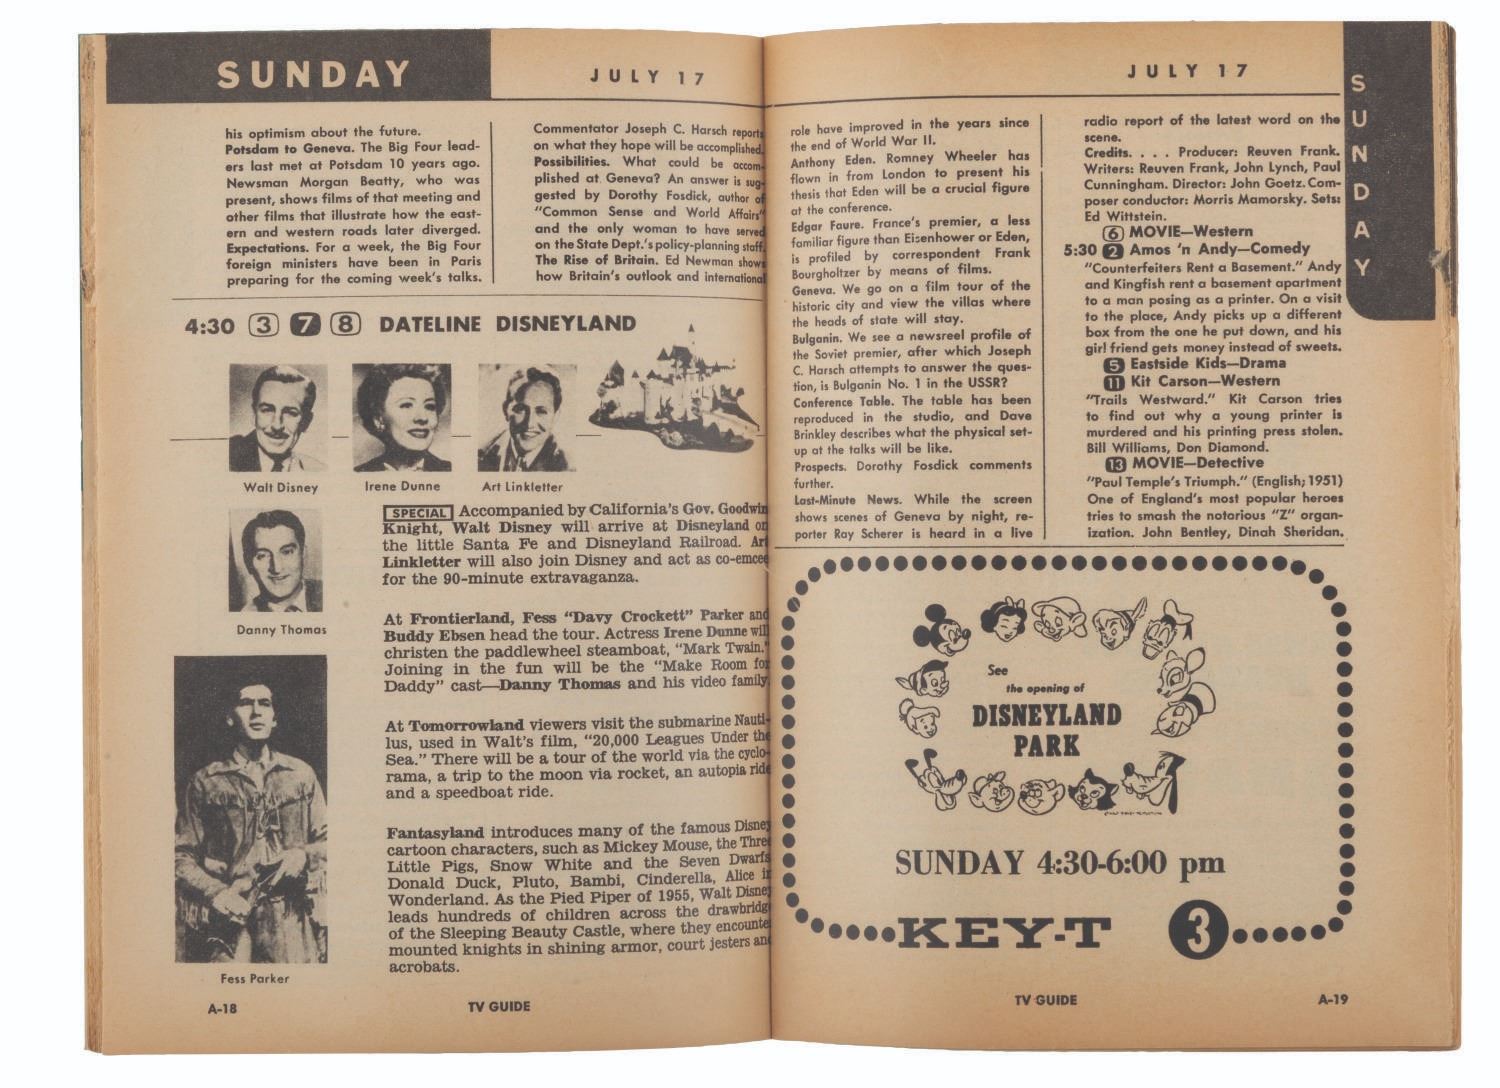 SUNDAY
JULY 17
his optimism about the future.
Potsdam to Geneva. The Big Four lead-
ers last met at Potsdam 10 years ago.
Newsman Morgan Beatty, who was
present, shows films of that meeting and
other films that illustrate how the east-
ern and western roads later diverged.
Expectations. For a week, the Big Four
foreign ministers have been in Paris
preparing for the coming week's talks.
Commentator Joseph C. Harsch reports
on what they hope will be accomplished.
Possibilities. What could be accom-
plished at Geneva? An answer is sug-
gested by Dorothy Fosdick, author of
"Common Sense and World Affairs"
and the only woman to have served
on the State Dept.'s policy-planning staff.
The Rise of Britain. Ed Newman shows
how Britain's outlook and international
4:30 3 7 8 DATELINE DISNEYLAND
Walt Disney
Irene Dunne
Art Linkletter
Danny Thomas
Fess Parker
SPECIAL Accompanied by California's Gov. Goodwin
Knight, Walt Disney will arrive at Disneyland on
the little Santa Fe and Disneyland Railroad. Art
Linkletter will also join Disney and act as co-emcee
for the 90-minute extravaganza.
At Frontierland, Fess "Davy Crockett" Parker and
Buddy Ebsen head the tour. Actress Irene Dunne will
christen the paddlewheel steamboat, "Mark Twain."
Joining in the fun will be the "Make Room for
Daddy" cast—Danny Thomas and his video family.
At Tomorrowland viewers visit the submarine Nauti-
lus, used in Walt's film, "20,000 Leagues Under the
Sea." There will be a tour of the world via the cyclo-
rama, a trip to the moon via rocket, an autopia ride
and a speedboat ride.
Fantasyland introduces many of the famous Disney
cartoon characters, such as Mickey Mouse, the Three
Little Pigs, Snow White and the Seven Dwarfs
Donald Duck, Pluto, Bambi, Cinderella, Alice in
Wonderland. As the Pied Piper of 1955, Walt Disney
leads hundreds of children across the drawbridge
of the Sleeping Beauty Castle, where they encounter
mounted knights in shining armor, court jesters and
acrobats.
A-18
TV GUIDE
JULY 17
SUNDAY
role have improved in the years since
the end of World War II.
Anthony Eden. Romney Wheeler has
flown in from London to present his
thesis that Eden will be a crucial figure
at the conference.
Edgar Faure. France's premier, a less
familiar figure than Eisenhower or Eden,
is profiled by correspondent Frank
Bourgholtzer by means of films.
Geneva. We go on a film tour of the
historic city and view the villas where
the heads of state will stay.
Bulganin. We see a newsreel profile of
the Soviet premier, after which Joseph
C. Harsch attempts to answer the ques-
tion, is Bulganin No. 1 in the USSR?
Conference Table. The table has been
reproduced in the studio, and Dave
Brinkley describes what the physical set-
up at the talks will be like.
Prospects. Dorothy Fosdick comments
further.
Last-Minute News. While the screen
shows scenes of Geneva by night, re-
porter Ray Scherer is heard in a live
radio report of the latest word on the
scene.
Credits. . . . Producer: Reuven Frank.
Writers: Reuven Frank, John Lynch, Paul
Cunningham. Director: John Goetz. Com-
poser conductor: Morris Mamorsky. Sets:
Ed Wittstein.
6 MOVIE—Western
5:30 2 Amos 'n Andy—Comedy
"Counterfeiters Rent a Basement." Andy
and Kingfish rent a basement apartment
to a man posing as a printer. On a visit
to the place, Andy picks up a different
box from the one he put down, and his
girl friend gets money instead of sweets.
5 Eastside Kids—Drama
11 Kit Carson—Western
"Trails Westward." Kit Carson tries
to find out why a young printer is
murdered and his printing press stolen.
Bill Williams, Don Diamond.
13 MOVIE—Detective
"Paul Temple's Triumph." (English; 1951)
One of England's most popular heroes
tries to smash the notorious "Z" organ-
ization. John Bentley, Dinah Sheridan.
See
the opening of
DISNEYLAND
PARK
SUNDAY 4:30-6:00 pm
KEY-T 3
TV GUIDE
A-19